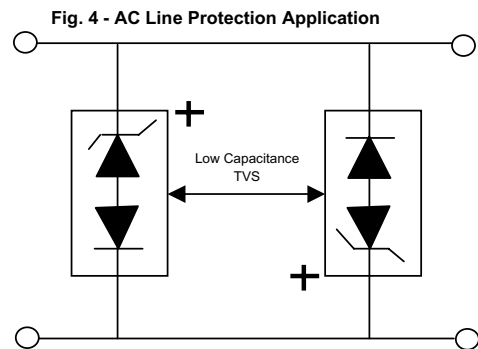 Fig. 4 - AC Line Protection Application
+
Low Capacitance
TVS
+